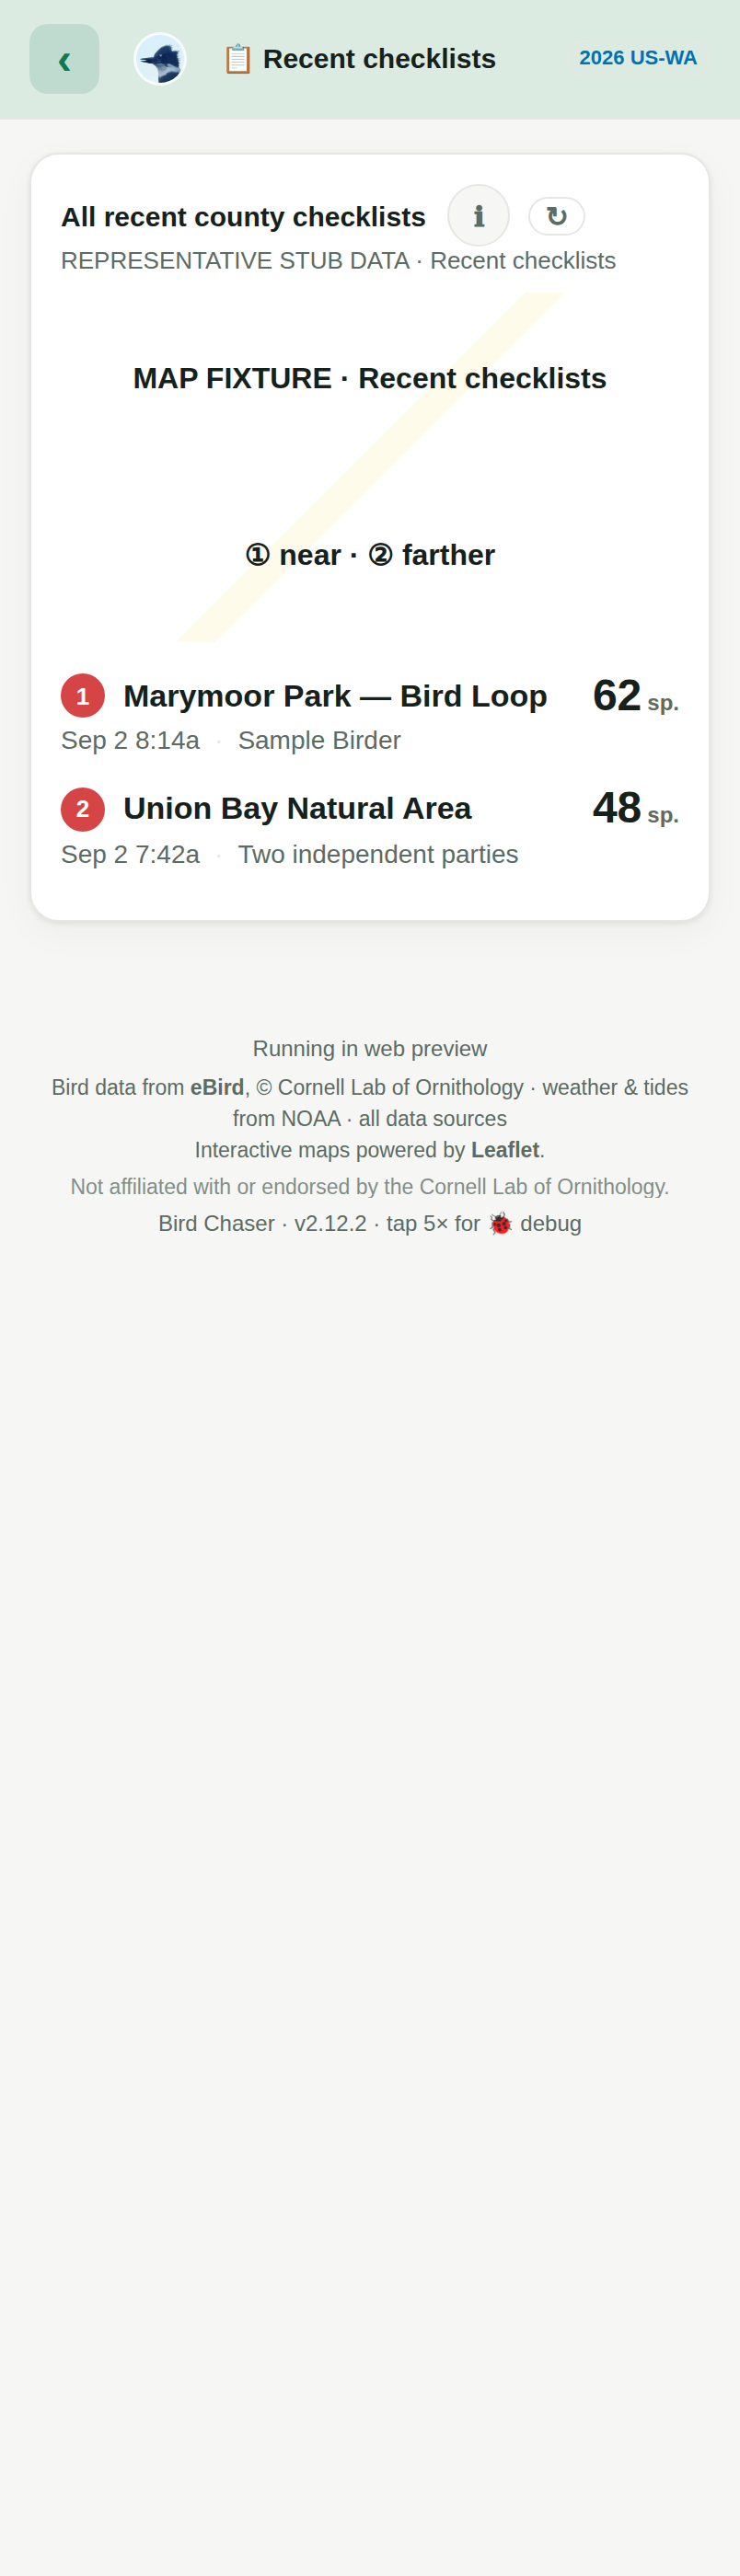 ‹ 📋 Recent checklists 2026 US-WA
All recent county checklists ℹ ↻
REPRESENTATIVE STUB DATA · Recent checklists
MAP FIXTURE · Recent checklists
① near · ② farther
1 Marymoor Park — Bird Loop 62 sp.
Sep 2 8:14a · Sample Birder
2 Union Bay Natural Area 48 sp.
Sep 2 7:42a · Two independent parties
Running in web preview
Bird data from eBird, © Cornell Lab of Ornithology · weather & tides
from NOAA · all data sources
Interactive maps powered by Leaflet.
Not affiliated with or endorsed by the Cornell Lab of Ornithology.
Bird Chaser · v2.12.2 · tap 5× for 🐞 debug